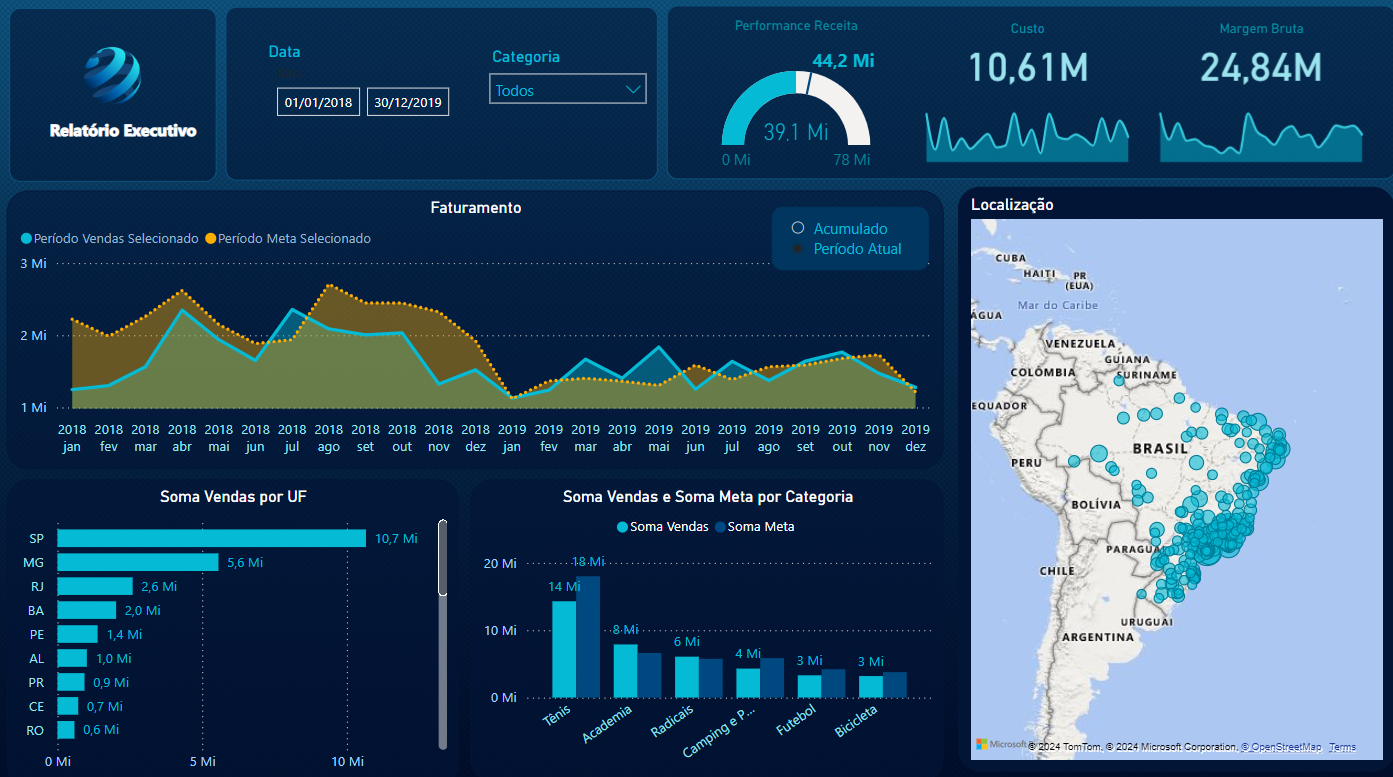 Relatório Executivo
Data
01/01/2018 30/12/2019
Categoria
Todos
Performance Receita
44,2 Mi
39,1 Mi
0 Mi 78 Mi
Custo
10,61M
Margem Bruta
24,84M
Faturamento
Período Vendas Selecionado Período Meta Selecionado
Acumulado
Período Atual
3 Mi
2 Mi
1 Mi
2018 2018 2018 2018 2018 2018 2018 2018 2018 2018 2018 2018 2019 2019 2019 2019 2019 2019 2019 2019 2019 2019 2019 2019
jan fev mar abr mai jun jul ago set out nov dez jan fev mar abr mai jun jul ago set out nov dez
Localização
CUBA
HAITI PR
(EUA)
Mar do Caribe
ÁGUA
VENEZUELA
GUIANA
COLÔMBIA SURINAME
EQUADOR
BRASIL
PERU
BOLÍVIA
PARAGUAI
CHILE
URUGUAI
ARGENTINA
Microsoft © 2024 TomTom, © 2024 Microsoft Corporation, © OpenStreetMap Terms
Soma Vendas por UF
SP 10,7 Mi
MG 5,6 Mi
RJ 2,6 Mi
BA 2,0 Mi
PE 1,4 Mi
AL 1,0 Mi
PR 0,9 Mi
CE 0,7 Mi
RO 0,6 Mi
0 Mi 5 Mi 10 Mi
Soma Vendas e Soma Meta por Categoria
Soma Vendas Soma Meta
20 Mi
10 Mi
0 Mi
14 Mi 18 Mi
8 Mi
6 Mi
4 Mi
3 Mi
3 Mi
Tênis
Academia
Radicais
Camping e P...
Futebol
Bicicleta